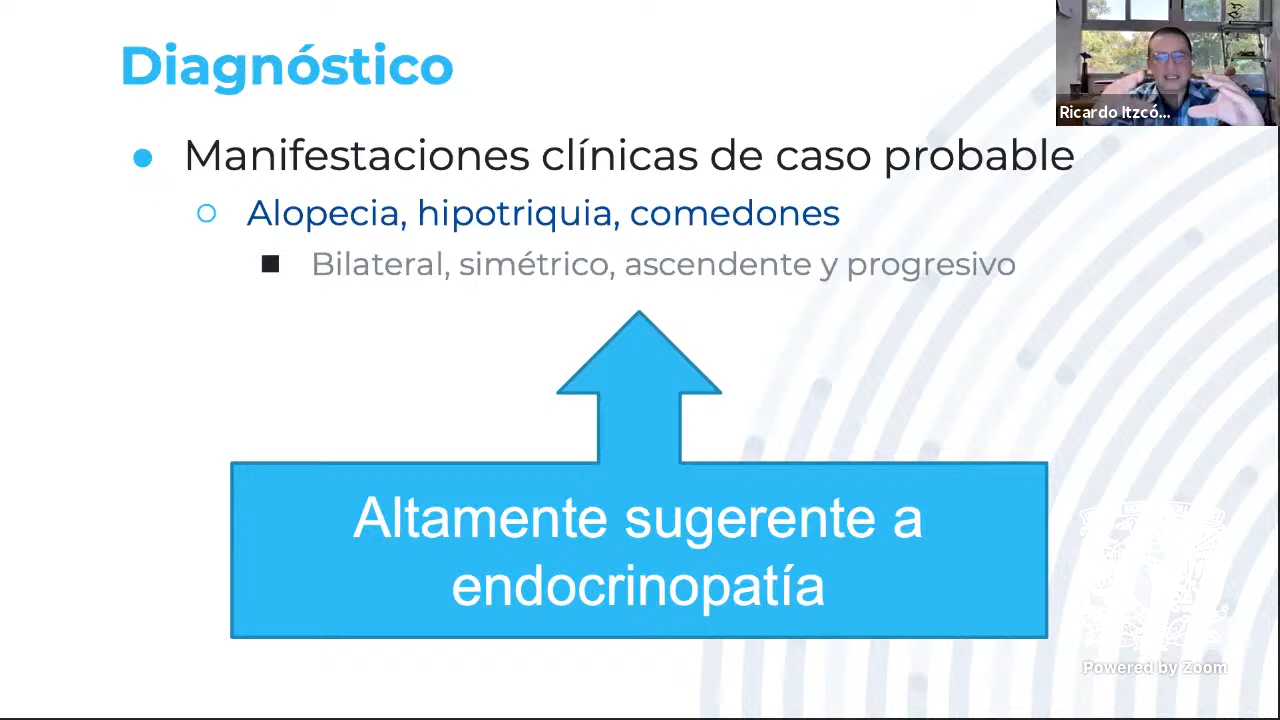 Diagnóstico
Ricardo Itzcó...
Manifestaciones clínicas de caso probable
Alopecia, hipotriquia, comedones
Bilateral, simétrico, ascendente y progresivo
Altamente sugerente a
endocrinopatía
Powered by Zoom